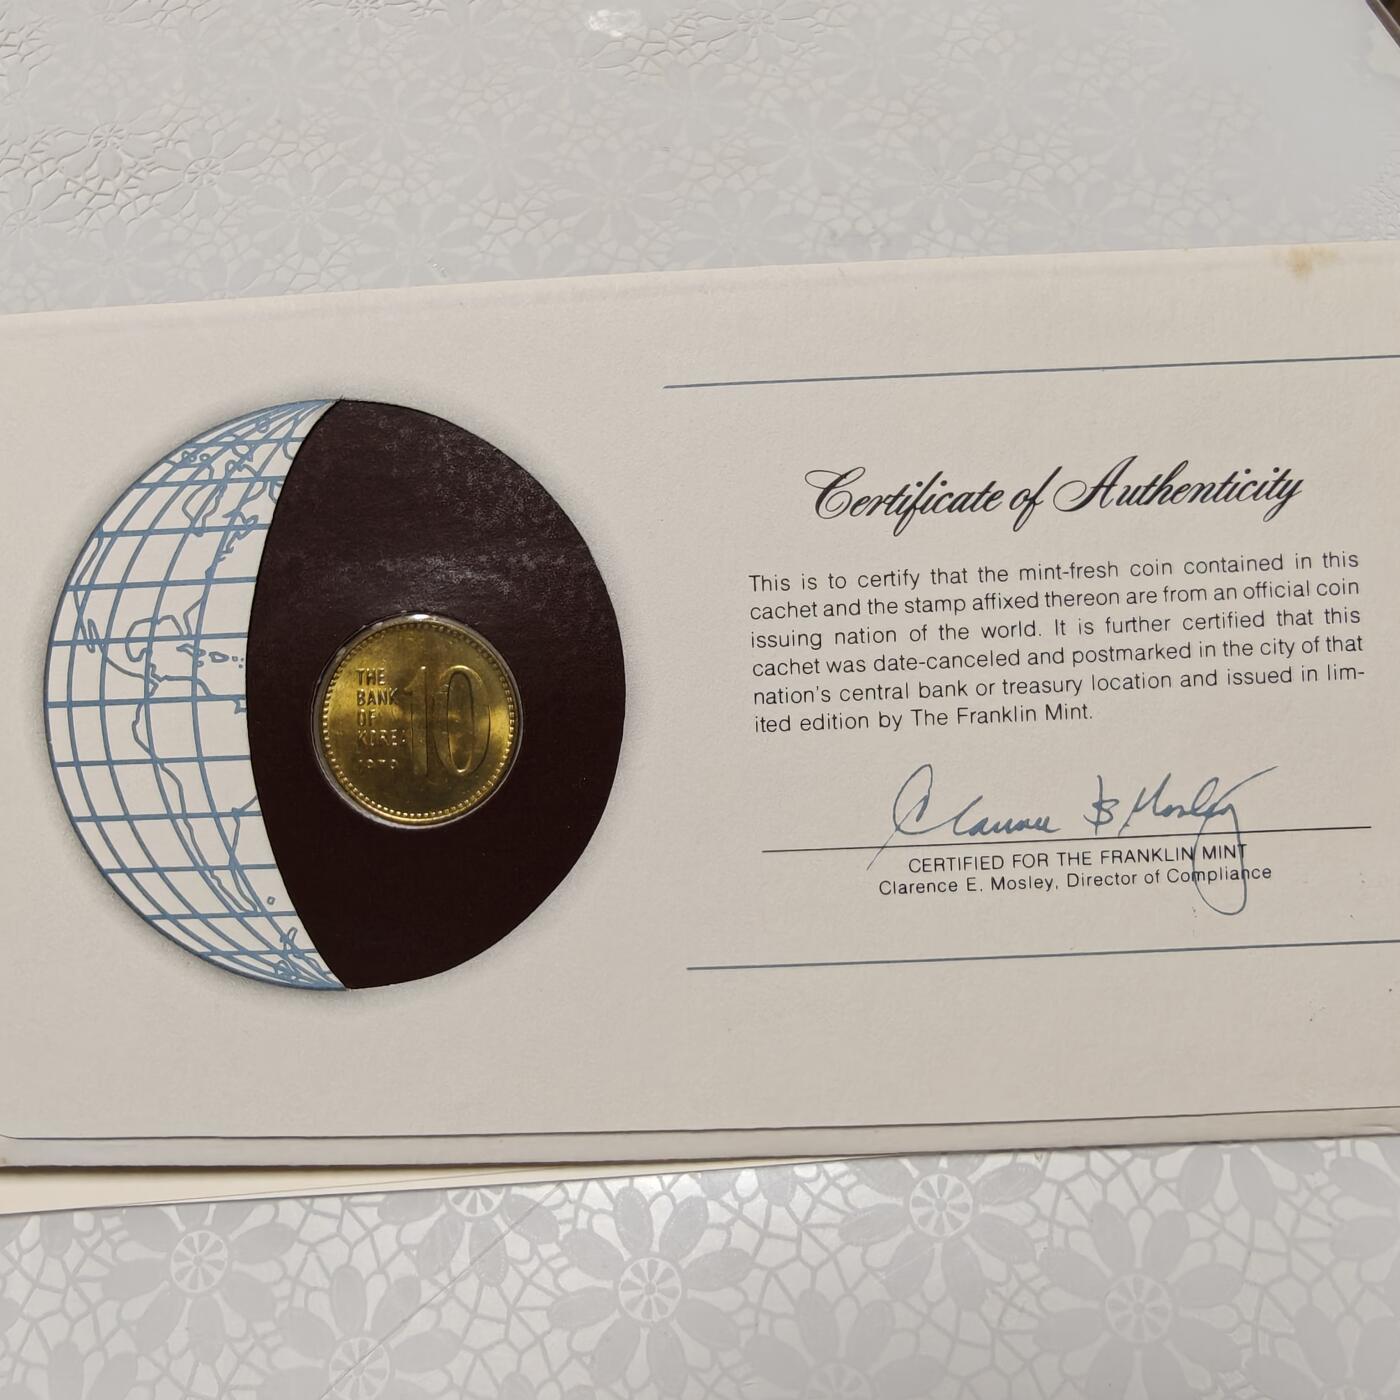 THE
BANK
OF
KOREA
1979
10
Certificate of Authenticity
This is to certify that the mint-fresh coin contained in this
cachet and the stamp affixed thereon are from an official coin
issuing nation of the world. It is further certified that this
cachet was date-canceled and postmarked in the city of that
nation's central bank or treasury location and issued in lim-
ited edition by The Franklin Mint.
Clarence E Mosley
CERTIFIED FOR THE FRANKLIN MINT
Clarence E. Mosley, Director of Compliance